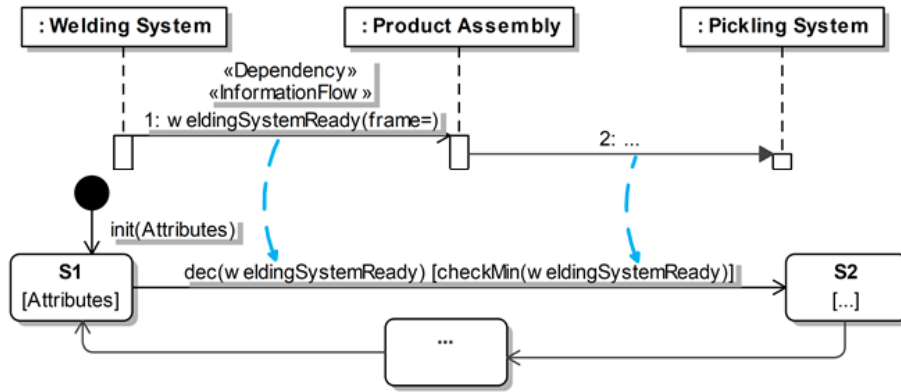 : Welding System
: Product Assembly
: Pickling System
«Dependency»
«InformationFlow »
1: w eldingSystemReady(frame=)
2: ...
init(Attributes)
S1
[Attributes]
dec(w eldingSystemReady) [checkMin(w eldingSystemReady)]
S2
[...]
...